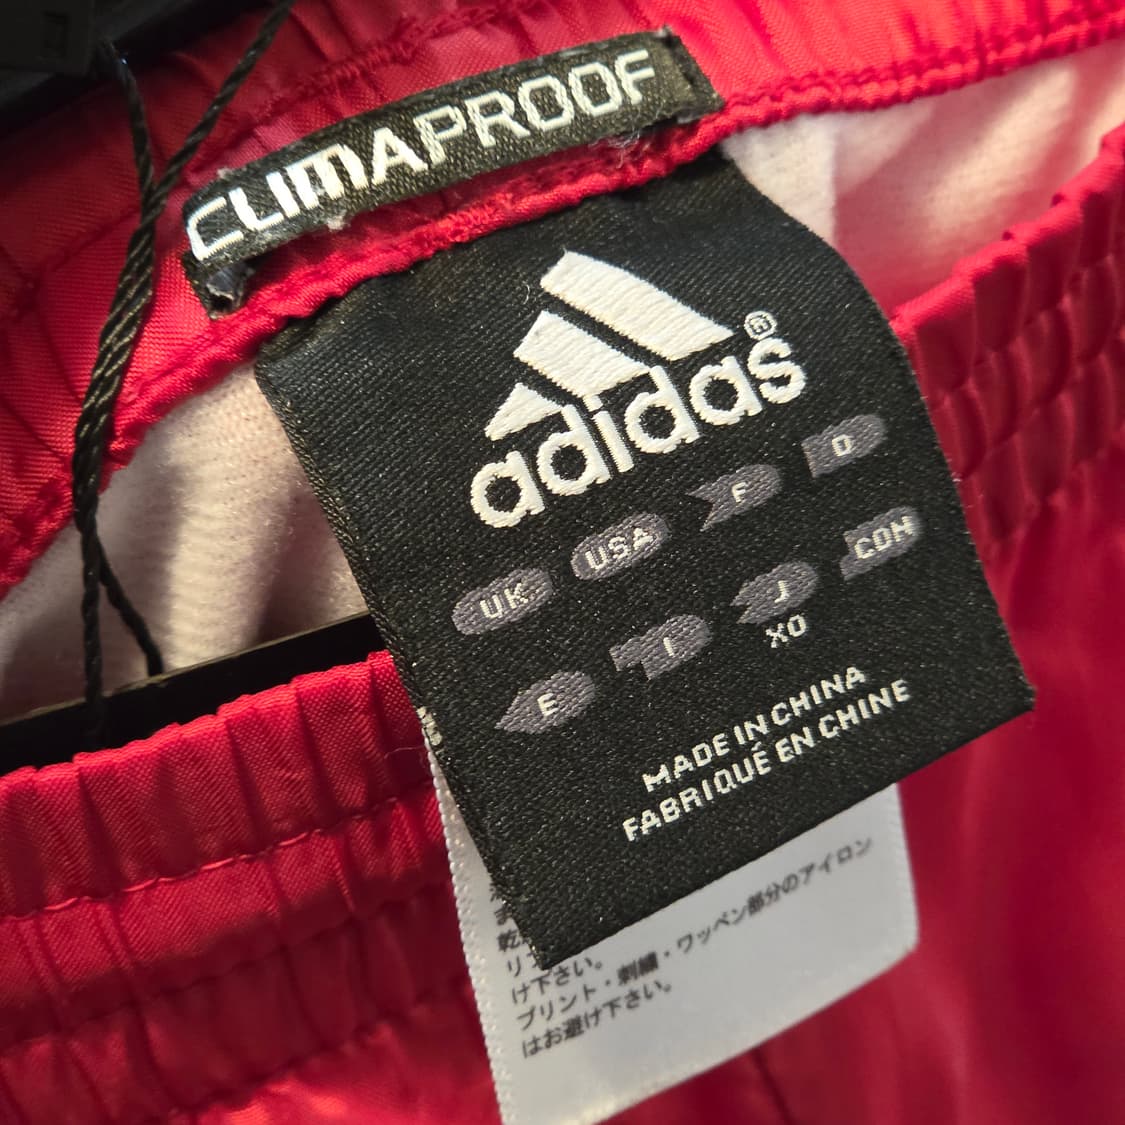 CLIMAPROOF
adidas®
UK USA F D
E I J CDN
XO
MADE IN CHINA
FABRIQUÉ EN CHINE
け下さい。
プリント・刺繍・ワッペン部分のアイロン
はお避け下さい。